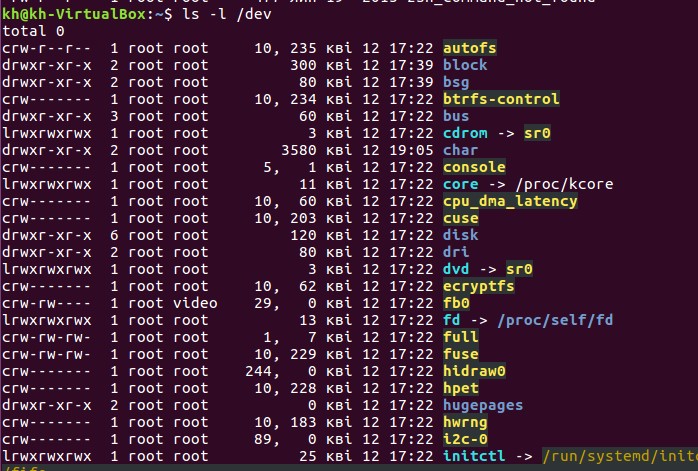 kh@kh-VirtualBox:~$ ls -l /dev
total 0
crw-r--r--  1 root root     10, 235 кві 12 17:22 autofs
drwxr-xr-x  2 root root         300 кві 12 17:39 block
drwxr-xr-x  2 root root          80 кві 12 17:39 bsg
crw-------  1 root root     10, 234 кві 12 17:22 btrfs-control
drwxr-xr-x  3 root root          60 кві 12 17:22 bus
lrwxrwxrwx  1 root root           3 кві 12 17:22 cdrom -> sr0
drwxr-xr-x  2 root root        3580 кві 12 19:05 char
crw-------  1 root root      5,   1 кві 12 17:22 console
lrwxrwxrwx  1 root root          11 кві 12 17:22 core -> /proc/kcore
crw-------  1 root root     10,  60 кві 12 17:22 cpu_dma_latency
crw-------  1 root root     10, 203 кві 12 17:22 cuse
drwxr-xr-x  6 root root         120 кві 12 17:22 disk
drwxr-xr-x  2 root root          80 кві 12 17:22 dri
lrwxrwxrwx  1 root root           3 кві 12 17:22 dvd -> sr0
crw-------  1 root root     10,  62 кві 12 17:22 ecryptfs
crw-rw----  1 root video    29,   0 кві 12 17:22 fb0
lrwxrwxrwx  1 root root          13 кві 12 17:22 fd -> /proc/self/fd
crw-rw-rw-  1 root root      1,   7 кві 12 17:22 full
crw-rw-rw-  1 root root     10, 229 кві 12 17:22 fuse
crw-------  1 root root    244,   0 кві 12 17:22 hidraw0
crw-------  1 root root     10, 228 кві 12 17:22 hpet
drwxr-xr-x  2 root root           0 кві 12 17:22 hugepages
crw-------  1 root root     10, 183 кві 12 17:22 hwrng
crw-------  1 root root     89,   0 кві 12 17:22 i2c-0
lrwxrwxrwx  1 root root          25 кві 12 17:22 initctl -> /run/systemd/initc